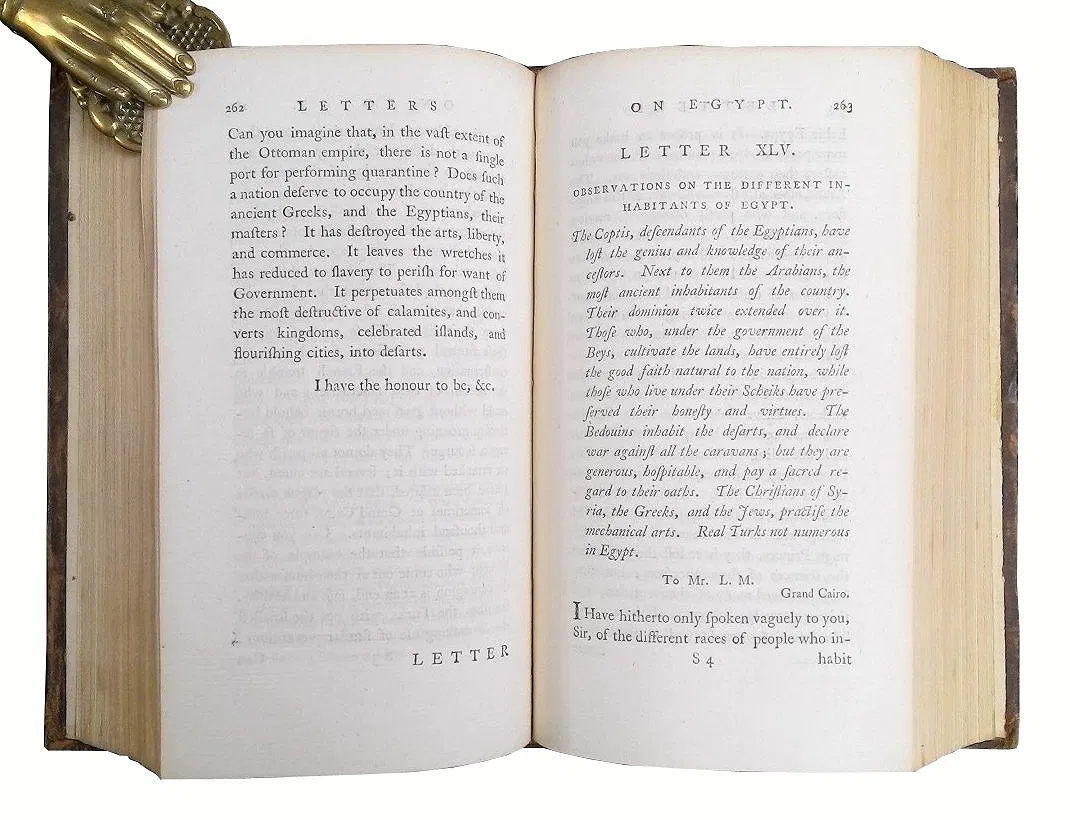 262 LETTERS
Can you imagine that, in the vaſt extent of
the Ottoman empire, there is not a ſingle
port for performing quarantine? Does ſuch
a nation deſerve to occupy the country of the
ancient Greeks, and the Egyptians, their
maſters? It has deſtroyed the arts, liberty,
and commerce. It leaves the wretches it
has reduced to ſlavery to periſh for want of
Government. It perpetuates amongſt them
the moſt deſtructive of calamites, and con-
verts kingdoms, celebrated iſlands, and
flouriſhing cities, into deſarts.
I have the honour to be, &c.
LETTER
ON EGYPT. 263
LETTER XLV.
OBSERVATIONS ON THE DIFFERENT IN-
HABITANTS OF EGYPT.
The Coptis, deſcendants of the Egyptians, have
loſt the genius and knowledge of their an-
ceſtors. Next to them the Arabians, the
moſt ancient inhabitants of the country.
Their dominion twice extended over it.
Thoſe who, under the government of the
Beys, cultivate the lands, have entirely loſt
the good faith natural to the nation, while
thoſe who live under their Scheiks have pre-
ſerved their honeſty and virtues. The
Bedouins inhabit the deſarts, and declare
war againſt all the caravans; but they are
generous, hoſpitable, and pay a ſacred re-
gard to their oaths. The Chriſtians of Sy-
ria, the Greeks, and the Jews, practiſe the
mechanical arts. Real Turks not numerous
in Egypt.
To Mr. L. M.
Grand Cairo.
I Have hitherto only ſpoken vaguely to you,
Sir, of the different races of people who in-
S 4 habit